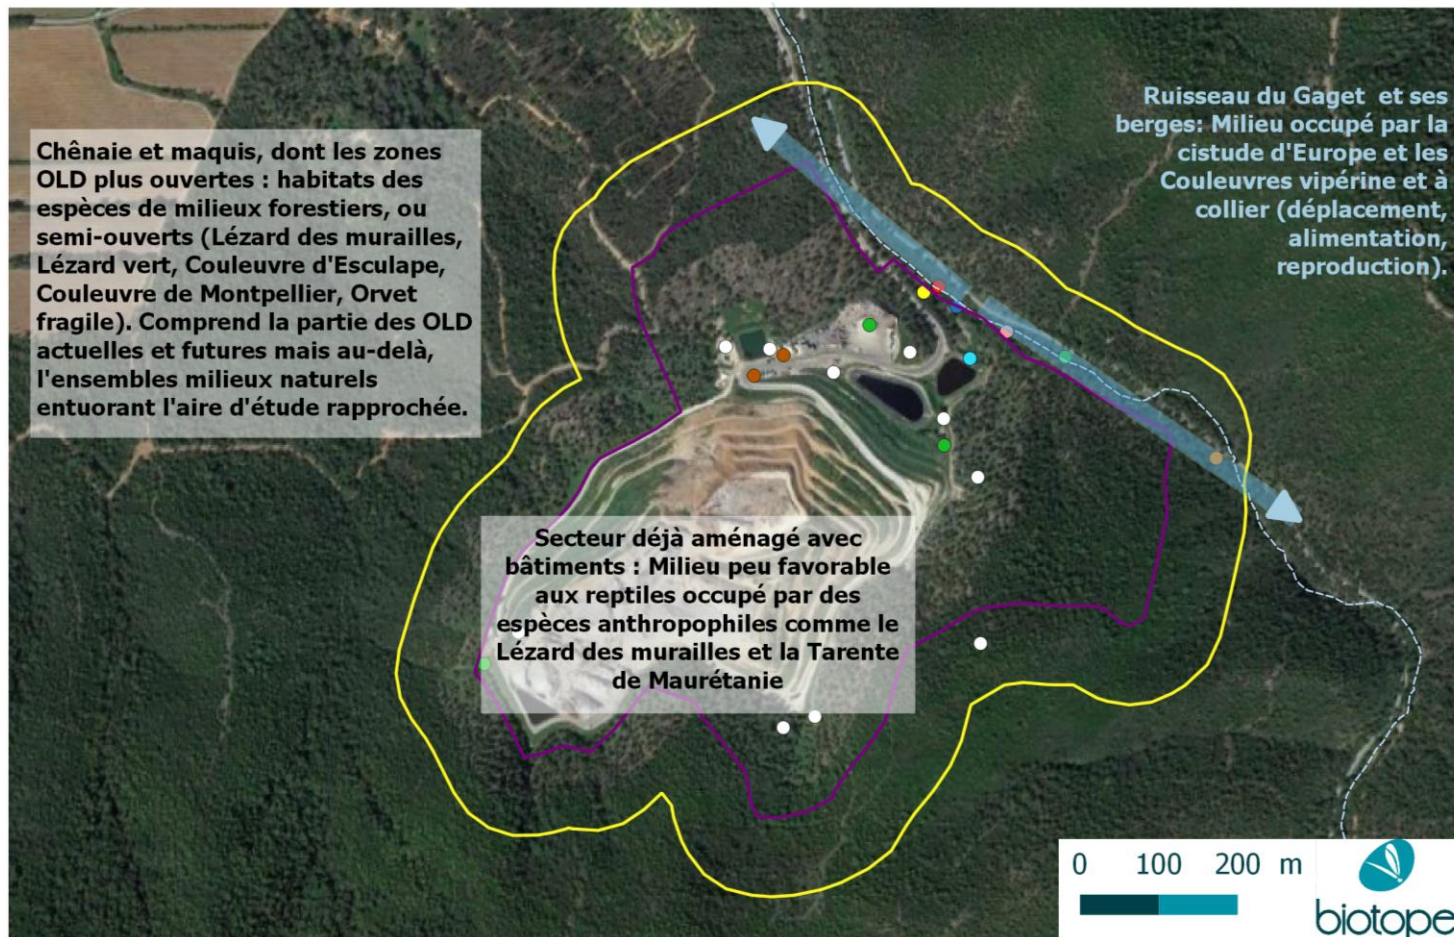 Chênaie et maquis, dont les zones
OLD plus ouvertes : habitats des
espèces de milieux forestiers, ou
semi-ouverts (Lézard des murailles,
Lézard vert, Couleuvre d'Esculape,
Couleuvre de Montpellier, Orvet
fragile). Comprend la partie des OLD
actuelles et futures mais au-delà,
l'ensembles milieux naturels
entuorant l'aire d'étude rapprochée.
Ruisseau du Gaget et ses
berges: Milieu occupé par la
cistude d'Europe et les
Couleuvres vipérine et à
collier (déplacement,
alimentation,
reproduction).
Secteur déjà aménagé avec
bâtiments : Milieu peu favorable
aux reptiles occupé par des
espèces anthropophiles comme le
Lézard des murailles et la Tarente
de Maurétanie
0 100 200 m
biotope